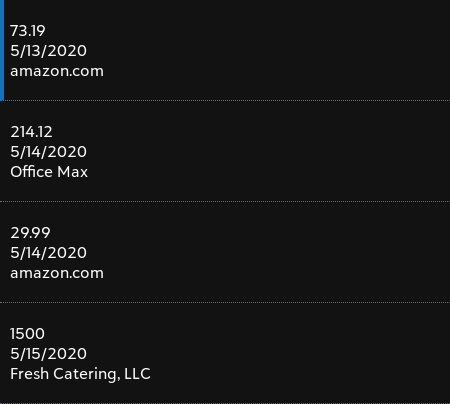 73.19
5/13/2020
amazon.com
214.12
5/14/2020
Office Max
29.99
5/14/2020
amazon.com
1500
5/15/2020
Fresh Catering, LLC